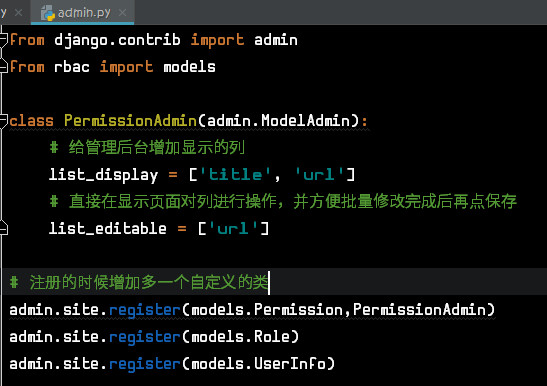 y
admin.py
from django.contrib import admin
from rbac import models
class PermissionAdmin(admin.ModelAdmin):
# 给管理后台增加显示的列
list_display = ['title', 'url']
# 直接在显示页面对列进行操作，并方便批量修改完成后再点保存
list_editable = ['url']
# 注册的时候增加多一个自定义的类
admin.site.register(models.Permission,PermissionAdmin)
admin.site.register(models.Role)
admin.site.register(models.UserInfo)